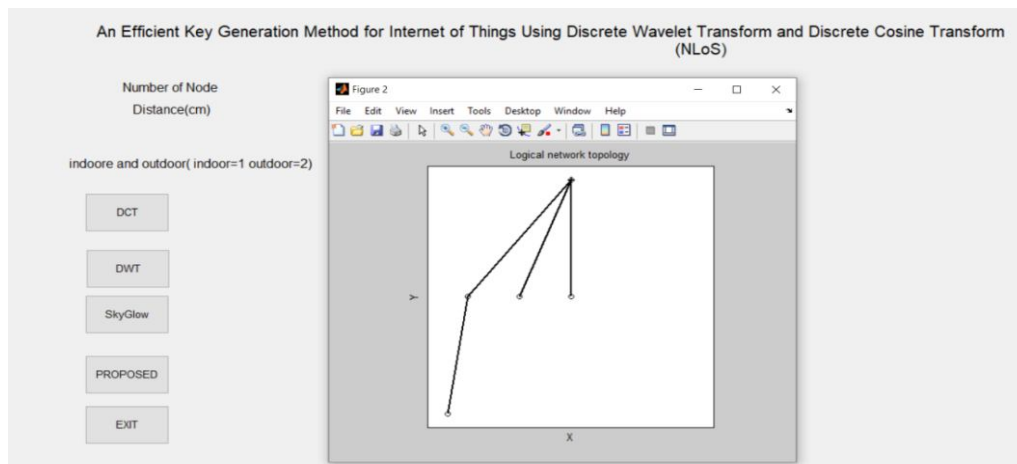 An Efficient Key Generation Method for Internet of Things Using Discrete Wavelet Transform and Discrete Cosine Transform
(NLoS)
Number of Node
Distance(cm)
indoore and outdoor( indoor=1 outdoor=2)
DCT
DWT
SkyGlow
PROPOSED
EXIT
Figure 2
File Edit View Insert Tools Desktop Window Help
Logical network topology
Y
X